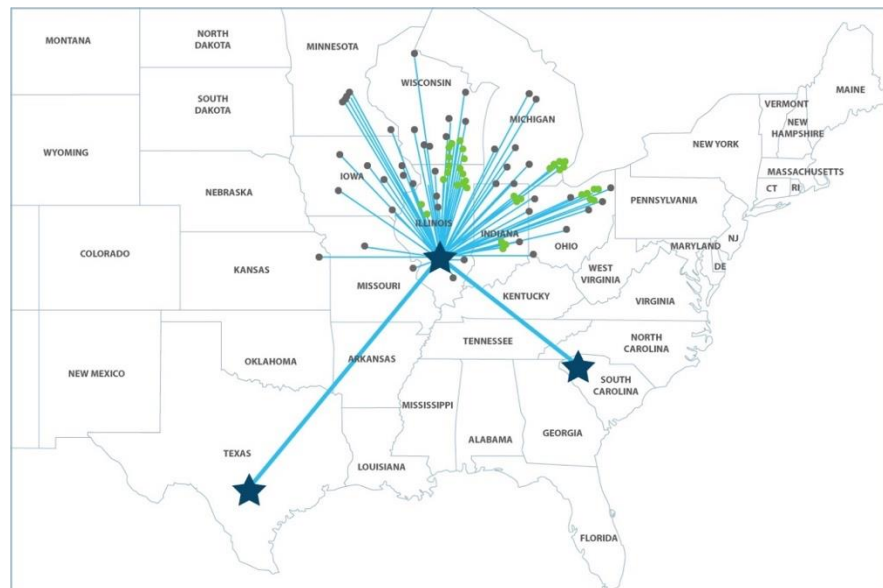 MONTANA
NORTH
DAKOTA
MINNESOTA
WISCONSIN
MICHIGAN
MAINE
VERMONT
NEW
HAMPSHIRE
NEW YORK
MASSACHUSETTS
CT
RI
SOUTH
DAKOTA
WYOMING
IOWA
NEBRASKA
PENNSYLVANIA
ILLINOIS
INDIANA
OHIO
NJ
MARYLAND
DE
COLORADO
KANSAS
MISSOURI
WEST
VIRGINIA
KENTUCKY
VIRGINIA
NORTH
CAROLINA
TENNESSEE
OKLAHOMA
ARKANSAS
NEW MEXICO
SOUTH
CAROLINA
MISSISSIPPI
ALABAMA
GEORGIA
TEXAS
LOUISIANA
FLORIDA